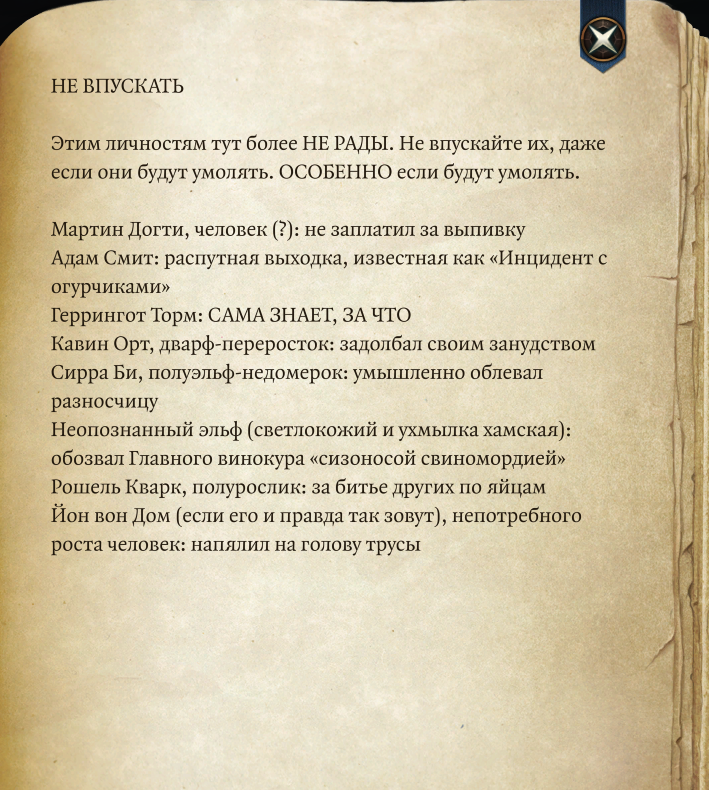 НЕ ВПУСКАТЬ
Этим личностям тут более НЕ РАДЫ. Не впускайте их, даже
если они будут умолять. ОСОБЕННО если будут умолять.
Мартин Догти, человек (?): не заплатил за выпивку
Адам Смит: распутная выходка, известная как «Инцидент с
огурчиками»
Геррингот Торм: САМА ЗНАЕТ, ЗА ЧТО
Кавин Орт, дварф-переросток: задолбал своим занудством
Сирра Би, полуэльф-недомерок: умышленно облевал
разносчицу
Неопознанный эльф (светлокожий и ухмылка хамская):
обозвал Главного винокура «сизоносой свиномордией»
Рошель Кварк, полурослик: за битье других по яйцам
Йон вон Дом (если его и правда так зовут), непотребного
роста человек: напялил на голову трусы